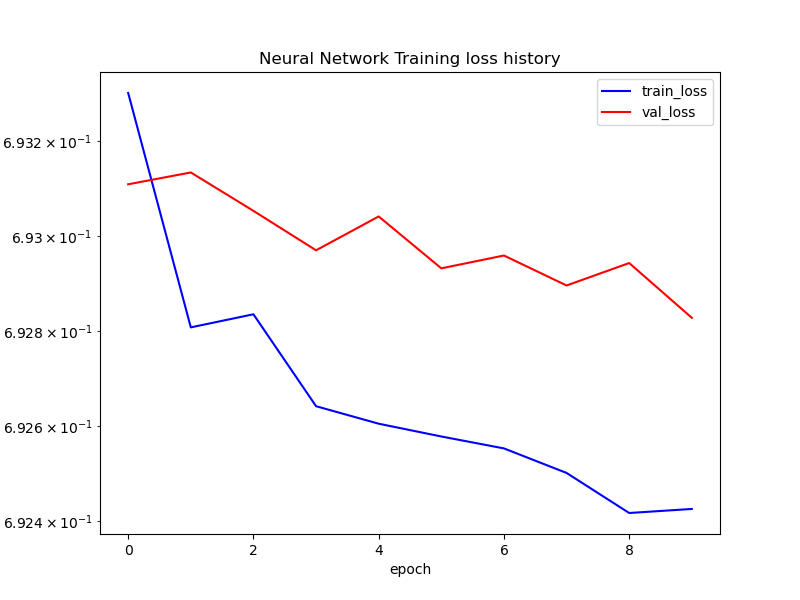 Neural Network Training loss history
train_loss
val_loss
6.932 × 10⁻¹
6.93 × 10⁻¹
6.928 × 10⁻¹
6.926 × 10⁻¹
6.924 × 10⁻¹
0 2 4 6 8
epoch